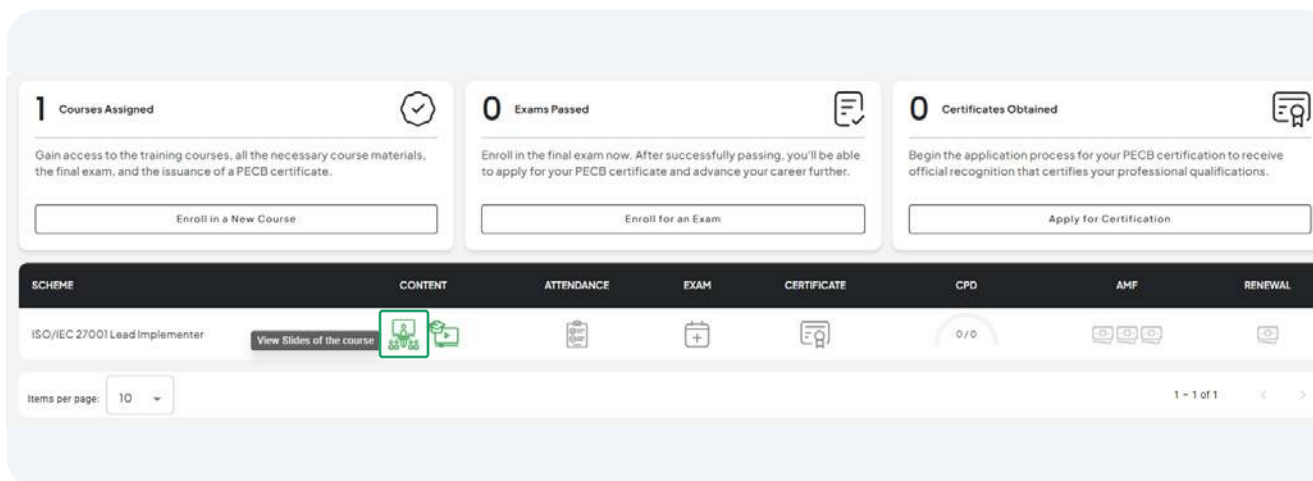 1 Courses Assigned
Gain access to the training courses, all the necessary course materials,
the final exam, and the issuance of a PECB certificate.
Enroll in a New Course
0 Exams Passed
Enroll in the final exam now. After successfully passing, you'll be able
to apply for your PECB certificate and advance your career further.
Enroll for an Exam
0 Certificates Obtained
Begin the application process for your PECB certification to receive
official recognition that certifies your professional qualifications.
Apply for Certification
SCHEME CONTENT ATTENDANCE EXAM CERTIFICATE CPD AMF RENEWAL
ISO/IEC 27001 Lead Implementer View Slides of the course 0/0
Items per page: 10 1 – 1 of 1